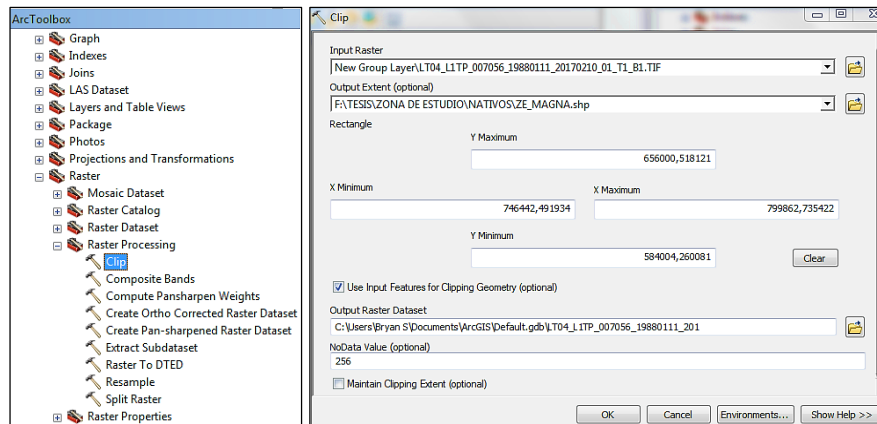 ArcToolbox
Graph
Indexes
Joins
LAS Dataset
Layers and Table Views
Package
Photos
Projections and Transformations
Raster
Mosaic Dataset
Raster Catalog
Raster Dataset
Raster Processing
Clip
Composite Bands
Compute Pansharpen Weights
Create Ortho Corrected Raster Dataset
Create Pan-sharpened Raster Dataset
Extract Subdataset
Raster To DTED
Resample
Split Raster
Raster Properties
Clip
Input Raster
New Group Layer\LT04_L1TP_007056_19880111_20170210_01_T1_B1.TIF
Output Extent (optional)
F:\TESIS\ZONA DE ESTUDIO\NATIVOS\ZE_MAGNA.shp
Rectangle
Y Maximum
656000,518121
X Minimum
X Maximum
746442,491934
799862,735422
Y Minimum
584004,260081
Clear
Use Input Features for Clipping Geometry (optional)
Output Raster Dataset
C:\Users\Bryan S\Documents\ArcGIS\Default.gdb\LT04_L1TP_007056_19880111_201
NoData Value (optional)
256
Maintain Clipping Extent (optional)
OK
Cancel
Environments...
Show Help >>